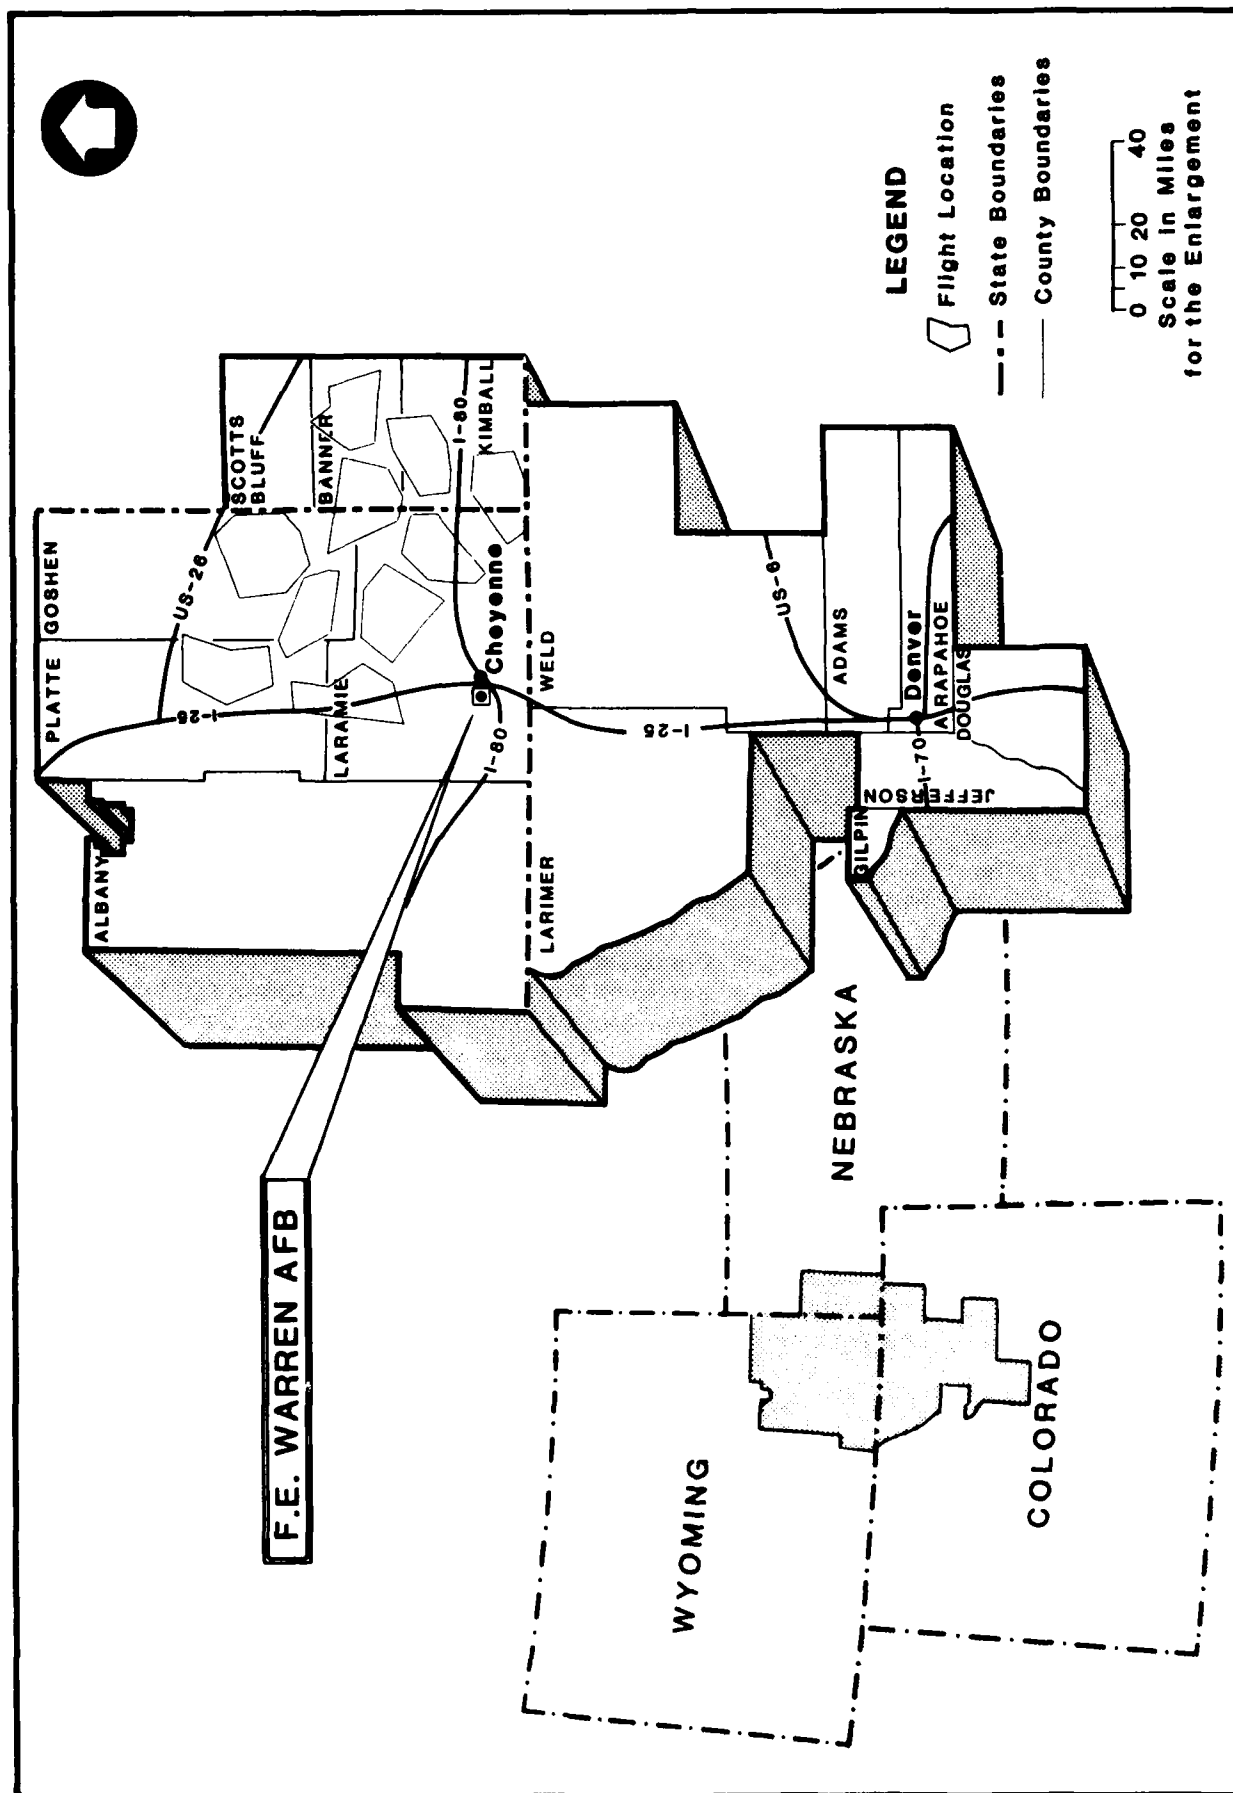 F.E. WARREN AFB
ALBANY
PLATTE
GOSHEN
SCOTTS
BLUFF
BANNER
KIMBALL
LARAMIE
US-26
I-25
I-80
I-80
Cheyenne
LARIMER
WELD
I-25
US-6
ADAMS
Denver
ARAPAHOE
DOUGLAS
I-70
JEFFERSON
GILPIN
WYOMING
NEBRASKA
COLORADO
LEGEND
Flight Location
State Boundaries
County Boundaries
0 10 20 40
Scale in Miles
for the Enlargement